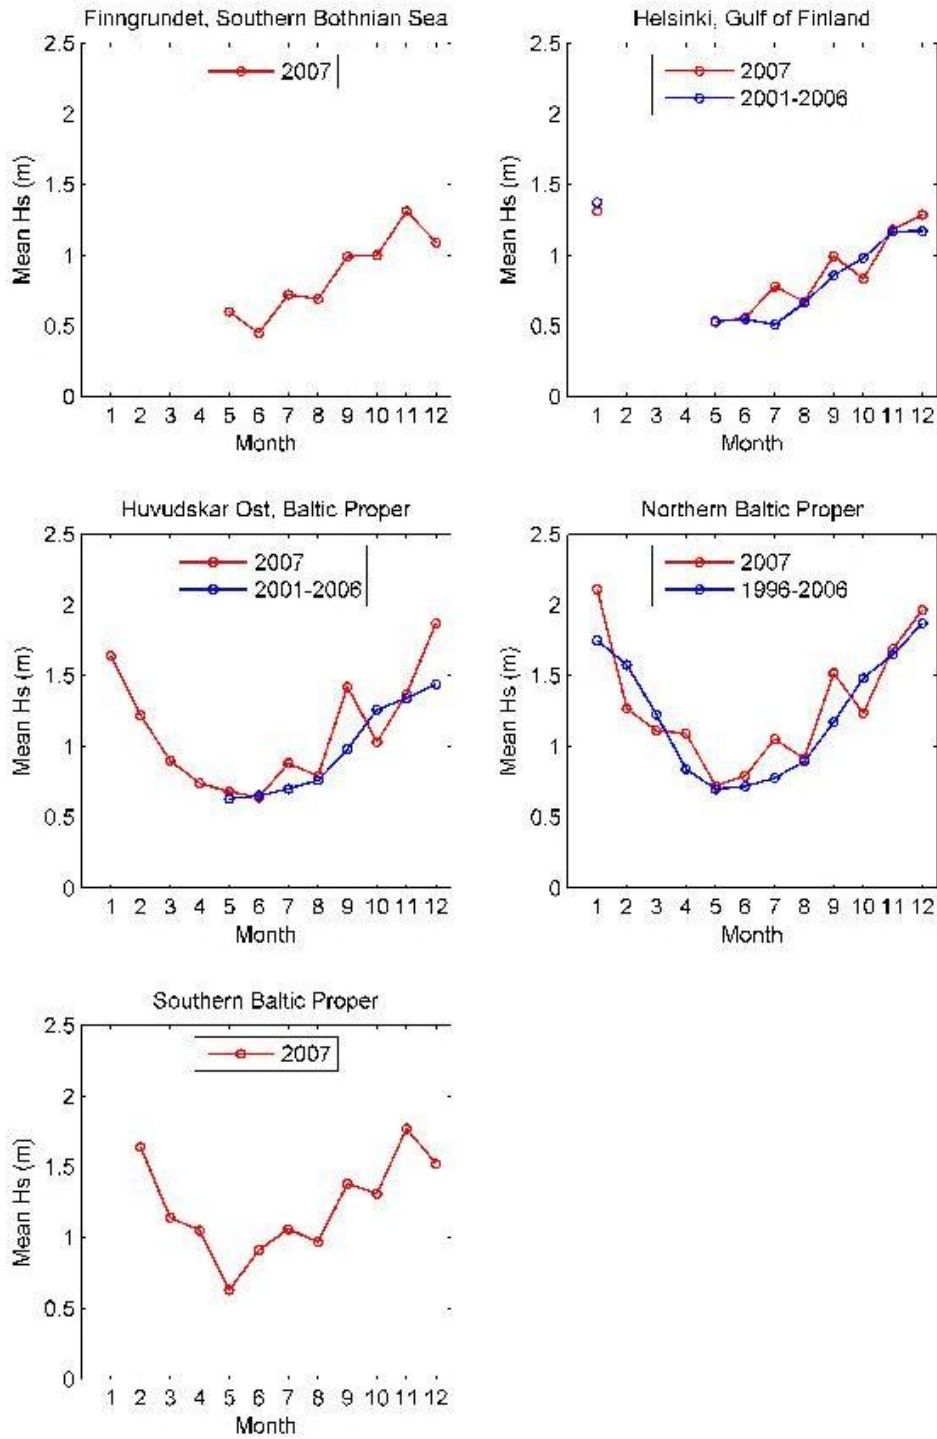 Finngrundet, Southern Bothnian Sea
2.5
2
1.5
1
0.5
0
Mean Hs (m)
2007
1 2 3 4 5 6 7 8 9 10 11 12
Month
Helsinki, Gulf of Finland
2.5
2
1.5
1
0.5
0
Mean Hs (m)
2007
2001-2006
1 2 3 4 5 6 7 8 9 10 11 12
Month
Huvudskar Ost, Baltic Proper
2.5
2
1.5
1
0.5
0
Mean Hs (m)
2007
2001-2006
1 2 3 4 5 6 7 8 9 10 11 12
Month
Northern Baltic Proper
2.5
2
1.5
1
0.5
0
Mean Hs (m)
2007
1996-2006
1 2 3 4 5 6 7 8 9 10 11 12
Month
Southern Baltic Proper
2.5
2
1.5
1
0.5
0
Mean Hs (m)
2007
1 2 3 4 5 6 7 8 9 10 11 12
Month